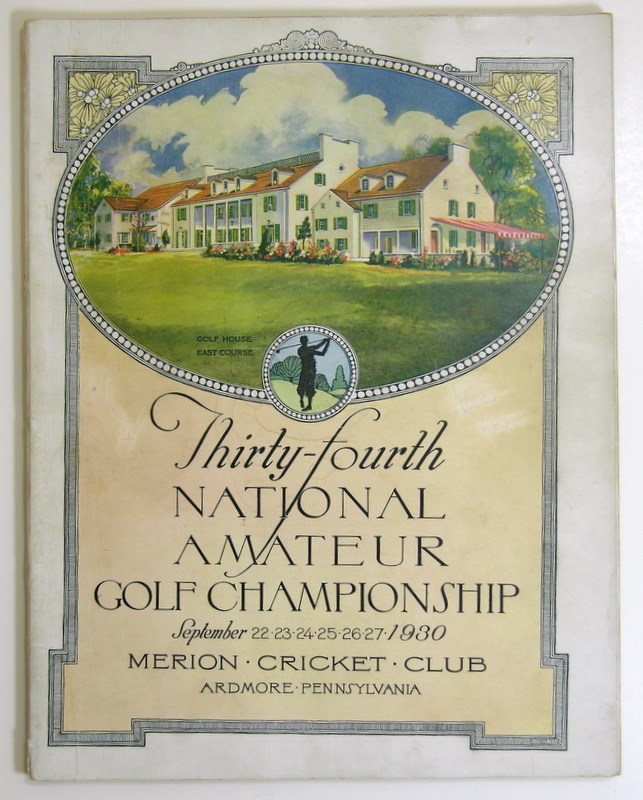 GOLF HOUSE
EAST COURSE
Thirty-fourth
NATIONAL
AMATEUR
GOLF CHAMPIONSHIP
September 22·23·24·25·26·27·1930
MERION·CRICKET·CLUB
ARDMORE·PENNSYLVANIA